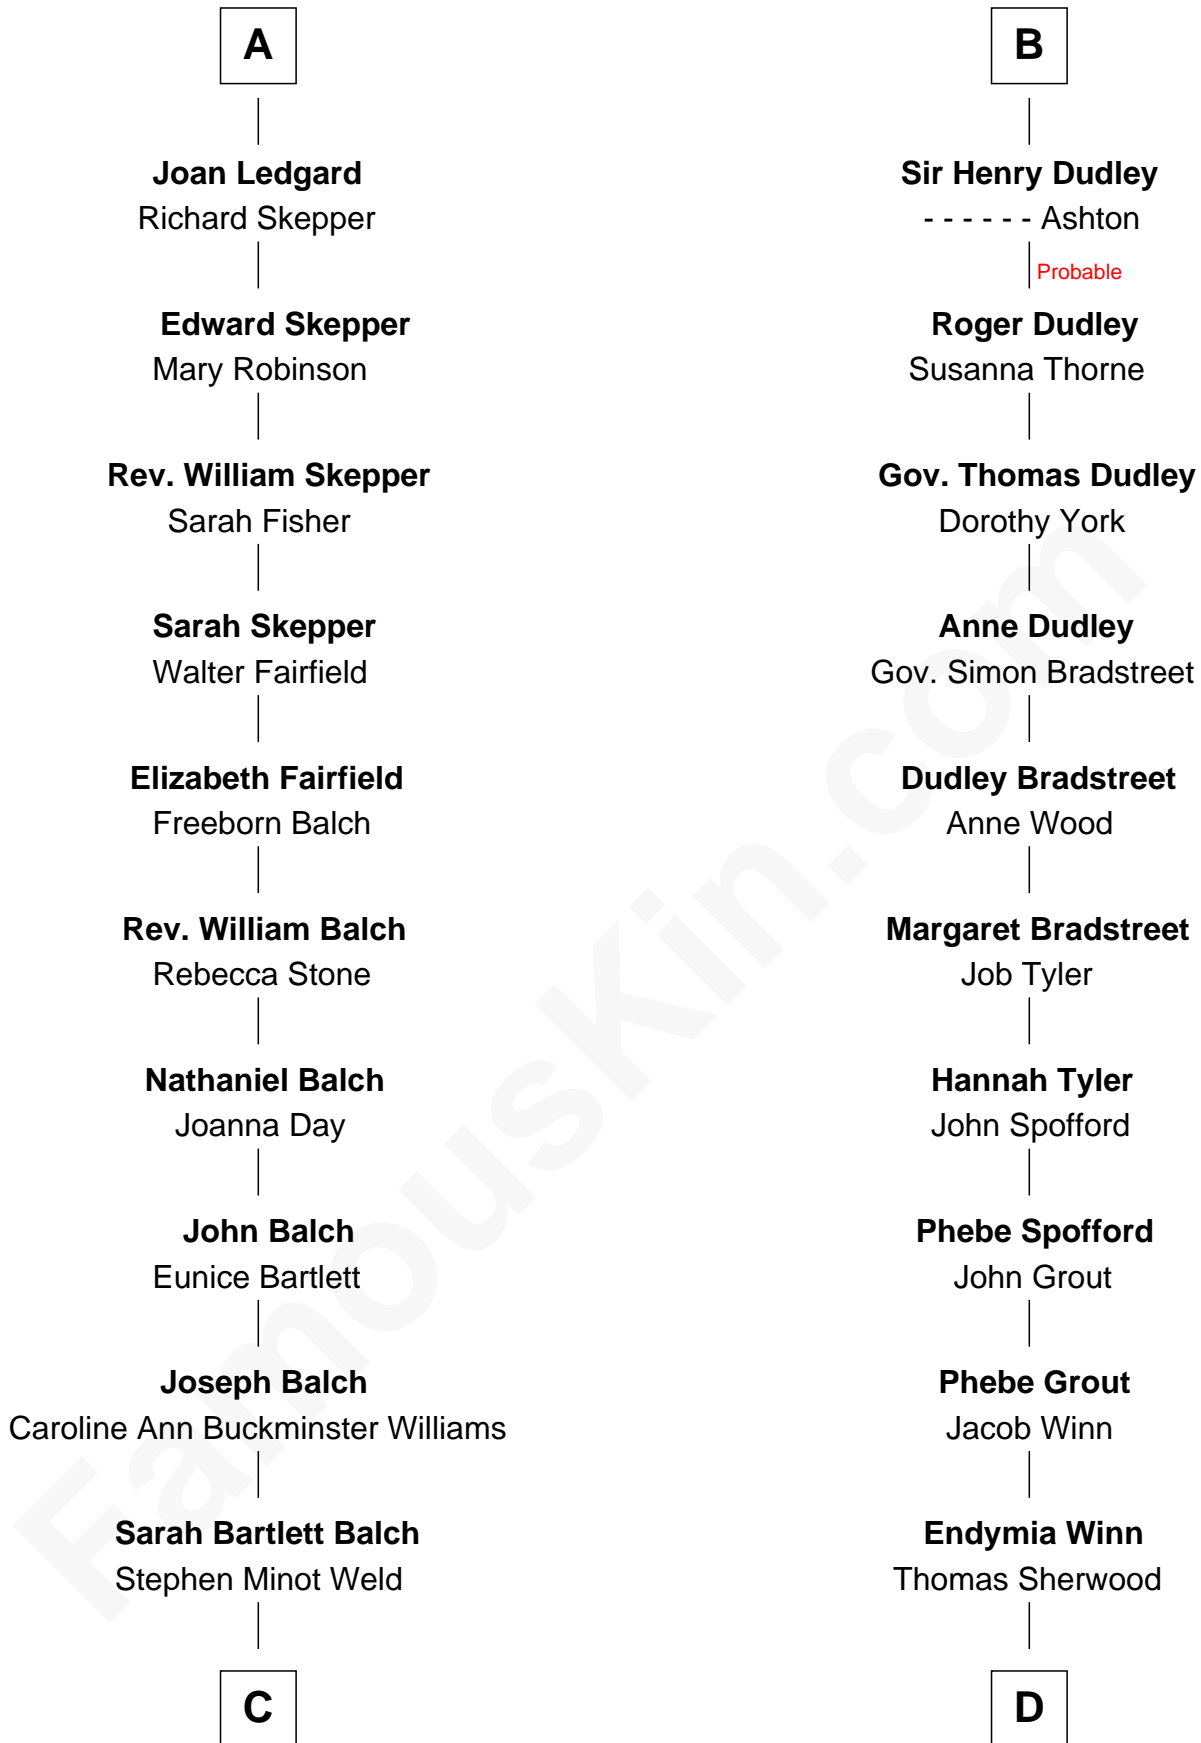 A
Joan Ledgard
Richard Skepper
Edward Skepper
Mary Robinson
Rev. William Skepper
Sarah Fisher
Sarah Skepper
Walter Fairfield
Elizabeth Fairfield
Freeborn Balch
Rev. William Balch
Rebecca Stone
Nathaniel Balch
Joanna Day
John Balch
Eunice Bartlett
Joseph Balch
Caroline Ann Buckminster Williams
Sarah Bartlett Balch
Stephen Minot Weld
C
B
Sir Henry Dudley
- - - - - - Ashton
Probable
Roger Dudley
Susanna Thorne
Gov. Thomas Dudley
Dorothy York
Anne Dudley
Gov. Simon Bradstreet
Dudley Bradstreet
Anne Wood
Margaret Bradstreet
Job Tyler
Hannah Tyler
John Spofford
Phebe Spofford
John Grout
Phebe Grout
Jacob Winn
Endymia Winn
Thomas Sherwood
D
FamousKin.com